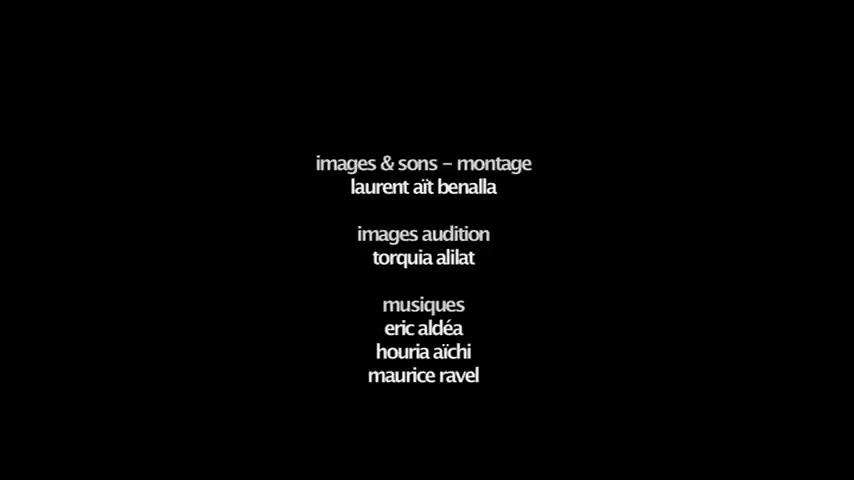 images & sons – montage
laurent aït benalla
images audition
torquia alilat
musiques
eric aldéa
houria aïchi
maurice ravel